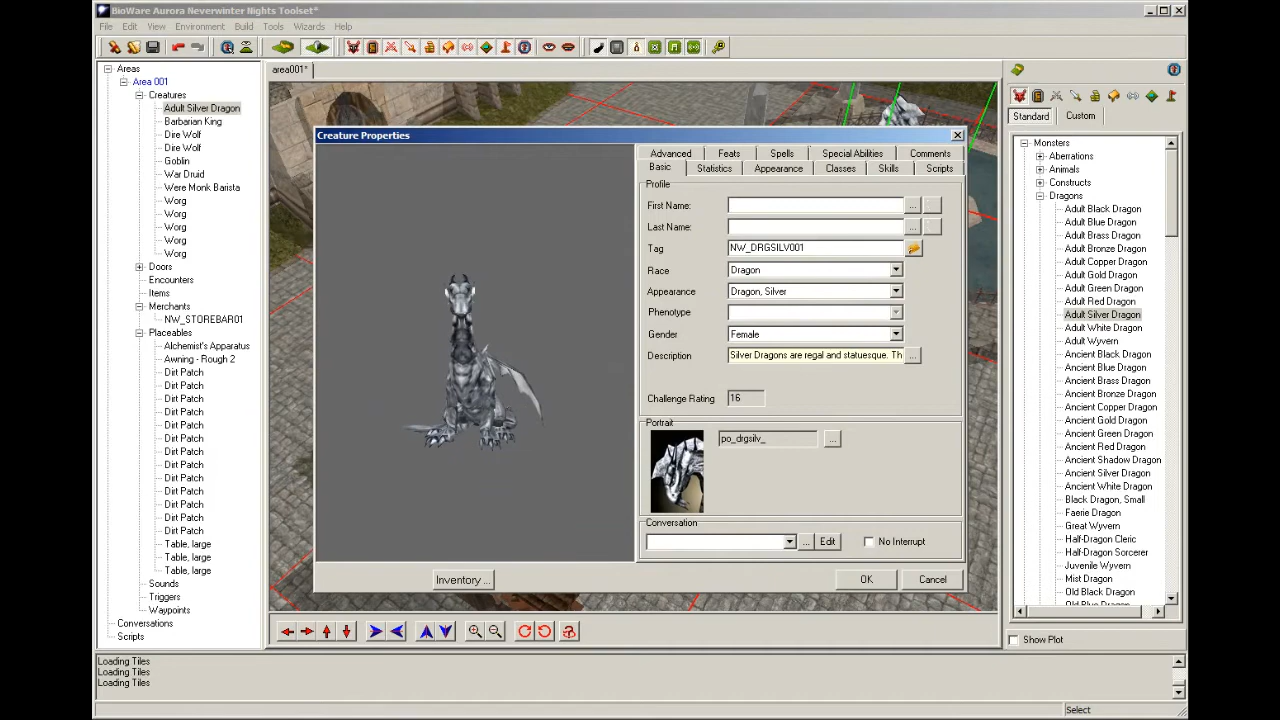 BioWare Aurora Neverwinter Nights Toolset*
File Edit View Environment Build Tools Wizards Help
Areas
Area 001
Creatures
Adult Silver Dragon
Barbarian King
Dire Wolf
Dire Wolf
Goblin
War Druid
Were Monk Barista
Worg
Worg
Worg
Worg
Worg
Doors
Encounters
Items
Merchants
NW_STOREBAR01
Placeables
Alchemist's Apparatus
Awning - Rough 2
Dirt Patch
Dirt Patch
Dirt Patch
Dirt Patch
Dirt Patch
Dirt Patch
Dirt Patch
Dirt Patch
Dirt Patch
Dirt Patch
Dirt Patch
Dirt Patch
Dirt Patch
Table, large
Table, large
Table, large
Sounds
Triggers
Waypoints
Conversations
Scripts
area001*
Creature Properties
Advanced Feats Spells Special Abilities Comments
Basic Statistics Appearance Classes Skills Scripts
Profile
First Name: ...
Last Name: ...
Tag NW_DRGSILV001
Race Dragon
Appearance Dragon, Silver
Phenotype
Gender Female
Description Silver Dragons are regal and statuesque. Th ...
Challenge Rating 16
Portrait
po_drgsilv_ ...
Conversation
... Edit No Interrupt
Inventory ... OK Cancel
Standard Custom
Monsters
Aberrations
Animals
Constructs
Dragons
Adult Black Dragon
Adult Blue Dragon
Adult Brass Dragon
Adult Bronze Dragon
Adult Copper Dragon
Adult Gold Dragon
Adult Green Dragon
Adult Red Dragon
Adult Silver Dragon
Adult White Dragon
Adult Wyvern
Ancient Black Dragon
Ancient Blue Dragon
Ancient Brass Dragon
Ancient Bronze Dragon
Ancient Copper Dragon
Ancient Gold Dragon
Ancient Green Dragon
Ancient Red Dragon
Ancient Shadow Dragon
Ancient Silver Dragon
Ancient White Dragon
Black Dragon, Small
Faerie Dragon
Great Wyvern
Half-Dragon Cleric
Half-Dragon Sorcerer
Juvenile Wyvern
Mist Dragon
Old Black Dragon
Old Blue Dragon
Show Plot
Loading Tiles
Loading Tiles
Loading Tiles
Select